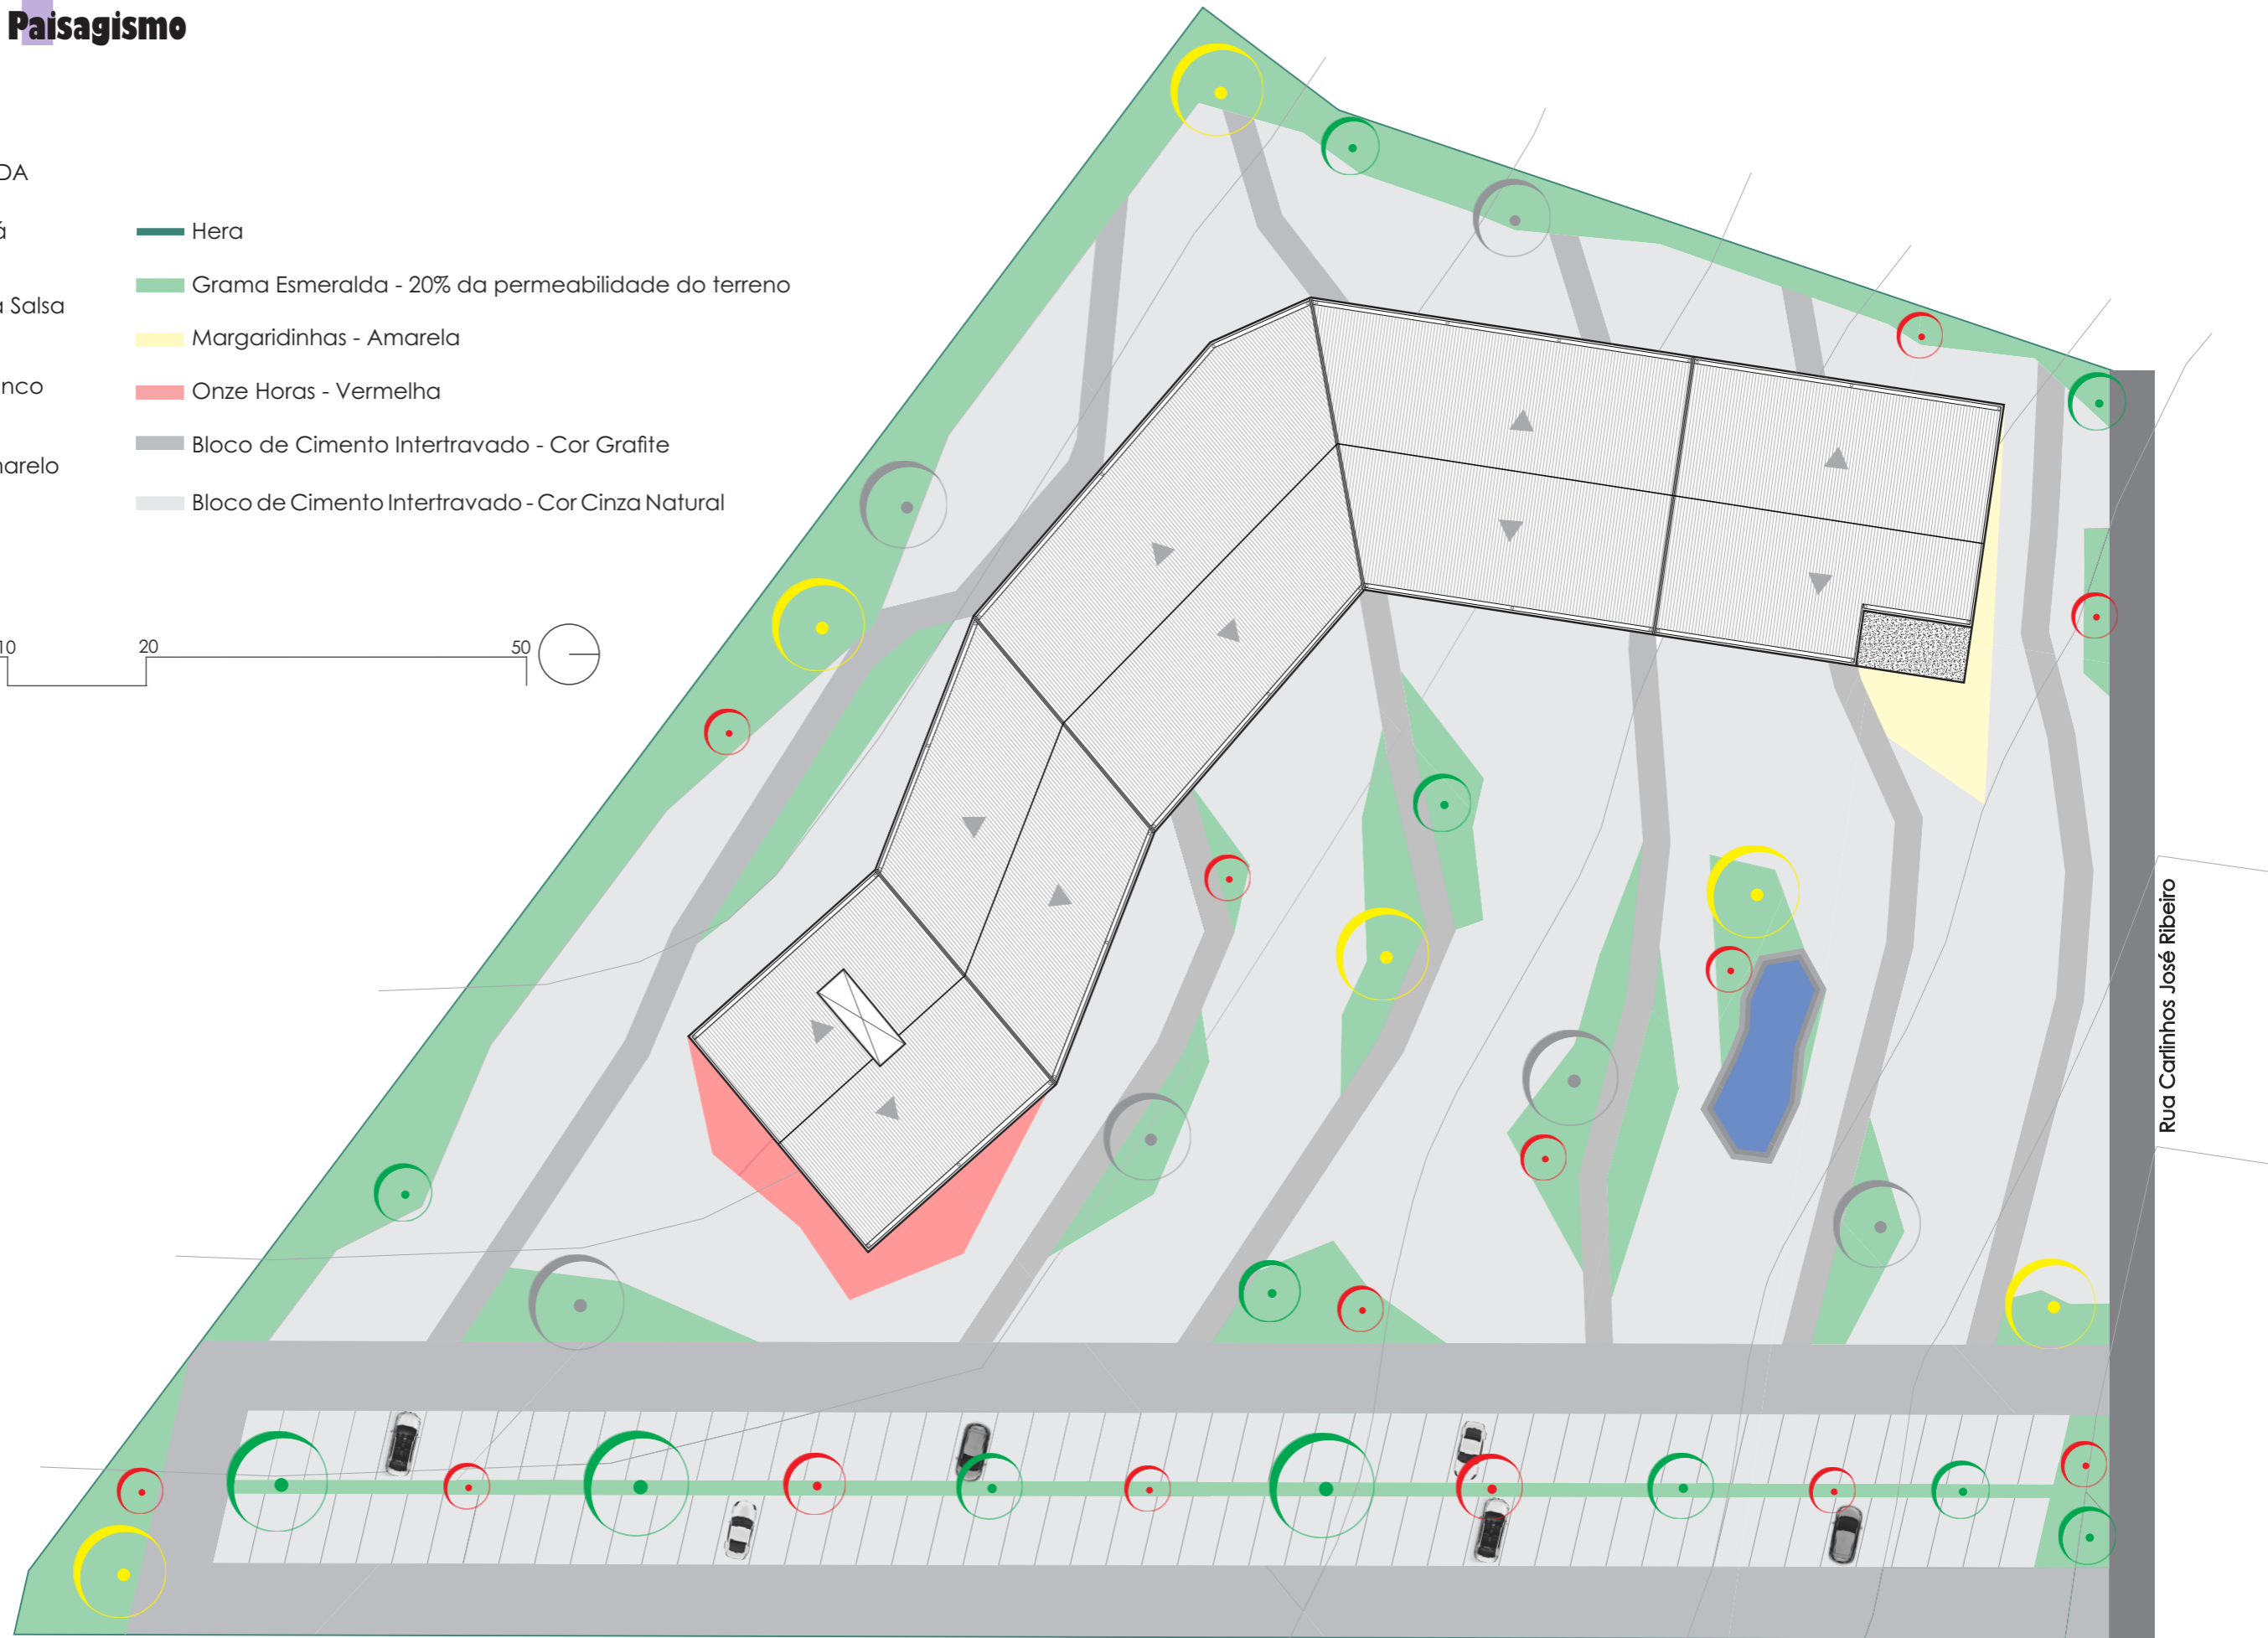 Paisagismo
DA
á
Hera
Grama Esmeralda - 20% da permeabilidade do terreno
a Salsa
Margaridinhas - Amarela
nco
Onze Horas - Vermelha
Bloco de Cimento Intertravado - Cor Grafite
narelo
Bloco de Cimento Intertravado - Cor Cinza Natural
10 20 50
Rua Carlinhos José Ribeiro